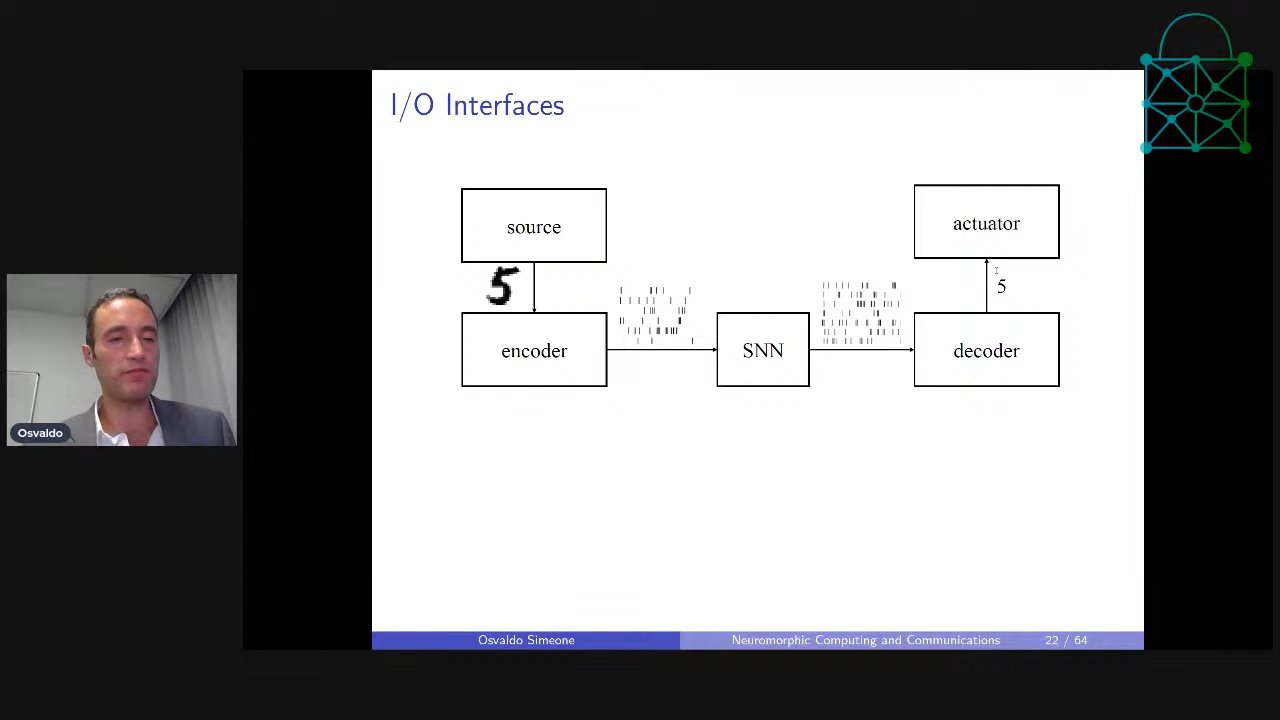 I/O Interfaces
source
actuator
5
5
encoder
SNN
decoder
Osvaldo
Osvaldo Simeone
Neuromorphic Computing and Communications
22 / 64